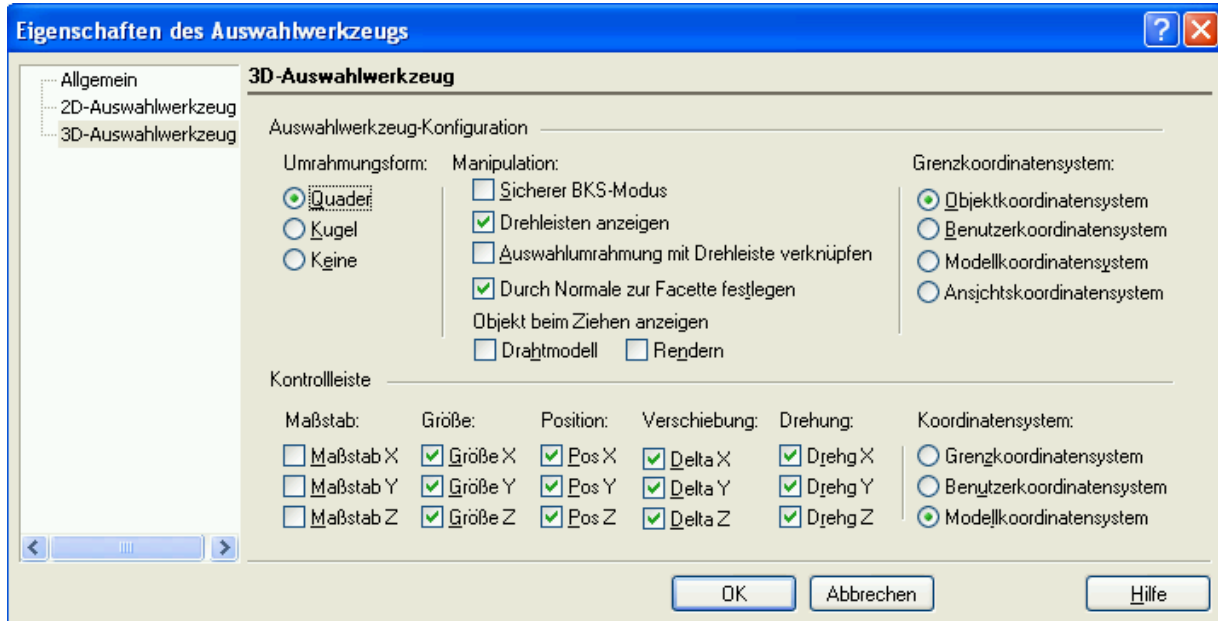 Eigenschaften des Auswahlwerkzeugs
Allgemein
2D-Auswahlwerkzeug
3D-Auswahlwerkzeug
3D-Auswahlwerkzeug
Auswahlwerkzeug-Konfiguration
Umrahmungsform:
Quader
Kugel
Keine
Manipulation:
Sicherer BKS-Modus
Drehleisten anzeigen
Auswahlumrahmung mit Drehleiste verknüpfen
Durch Normale zur Facette festlegen
Objekt beim Ziehen anzeigen
Drahtmodell Rendern
Grenzkoordinatensystem:
Objektkoordinatensystem
Benutzerkoordinatensystem
Modellkoordinatensystem
Ansichtskoordinatensystem
Kontrollleiste
Maßstab: Größe: Position: Verschiebung: Drehung: Koordinatensystem:
Maßstab X Größe X Pos X Delta X Drehg X Grenzkoordinatensystem
Maßstab Y Größe Y Pos Y Delta Y Drehg Y Benutzerkoordinatensystem
Maßstab Z Größe Z Pos Z Delta Z Drehg Z Modellkoordinatensystem
OK Abbrechen Hilfe